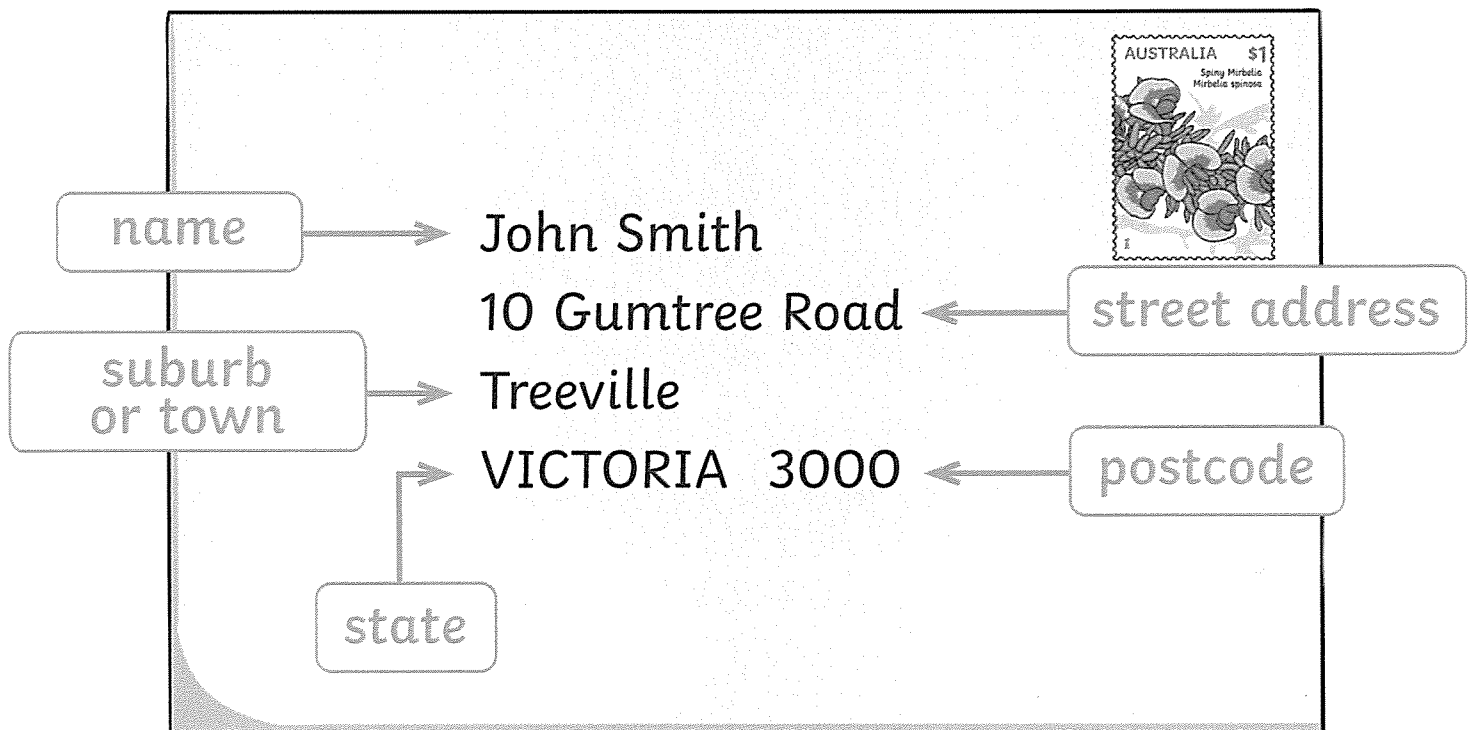 AUSTRALIA $1
Spiny Mirbelia
Mirbelia spinosa
1
name
John Smith
10 Gumtree Road
street address
suburb
or town
Treeville
VICTORIA 3000
postcode
state